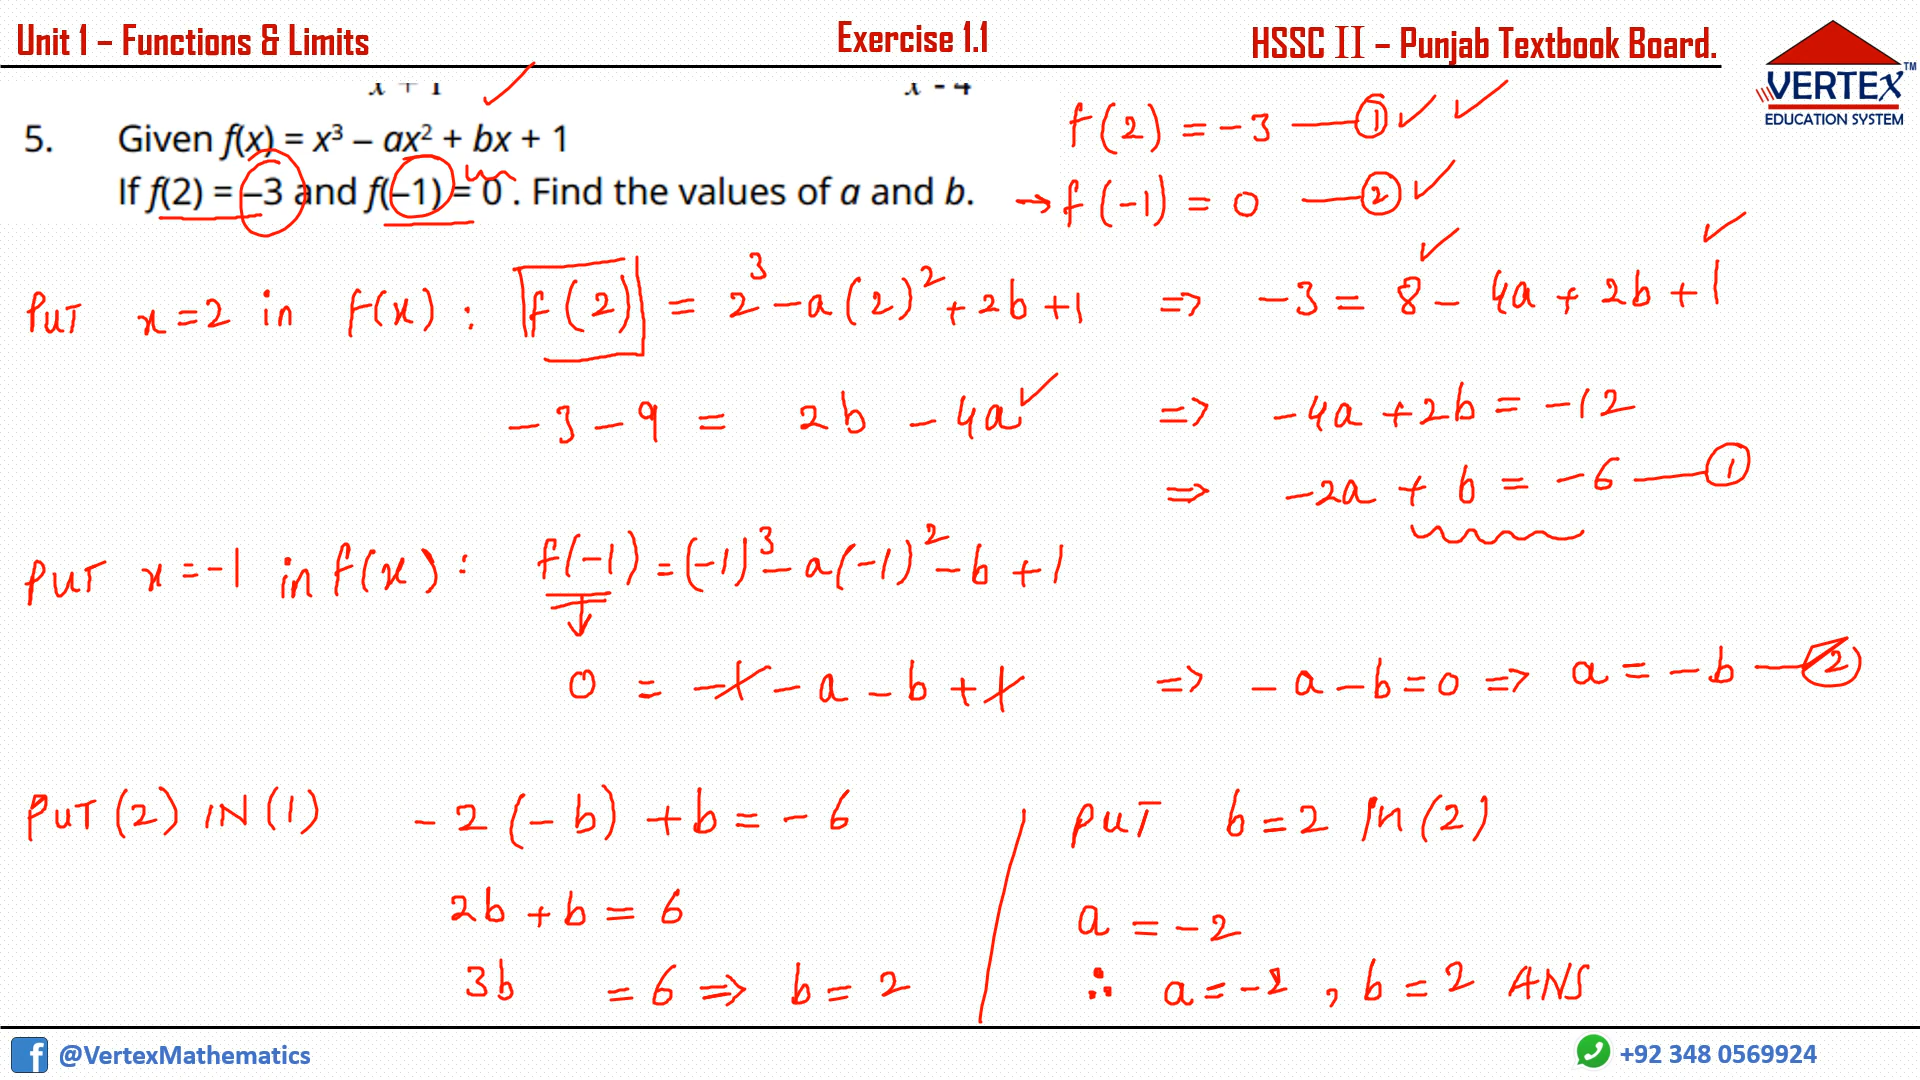 Unit 1 – Functions & Limits
Exercise 1.1
HSSC II – Punjab Textbook Board.
VERTEX TM
EDUCATION SYSTEM
5. Given f(x) = x³ – ax² + bx + 1
If f(2) = –3 and f(–1) = 0 . Find the values of a and b.
f(2) = -3 — ①
→ f(-1) = 0 — ②
PUT x=2 in f(x) : f(2) = 2³ - a(2)² + 2b + 1 => -3 = 8 - 4a + 2b + 1
-3 - 9 = 2b - 4a => -4a + 2b = -12
=> -2a + b = -6 — ①
PUT x = -1 in f(x) : f(-1) = (-1)³ - a(-1)² - b + 1
0 = -1 - a - b + 1 => -a - b = 0 => a = -b — ②
PUT (2) IN (1) -2(-b) + b = -6
2b + b = 6
3b = 6 => b = 2
PUT b = 2 IN (2)
a = -2
∴ a = -2 , b = 2 ANS
@VertexMathematics
+92 348 0569924